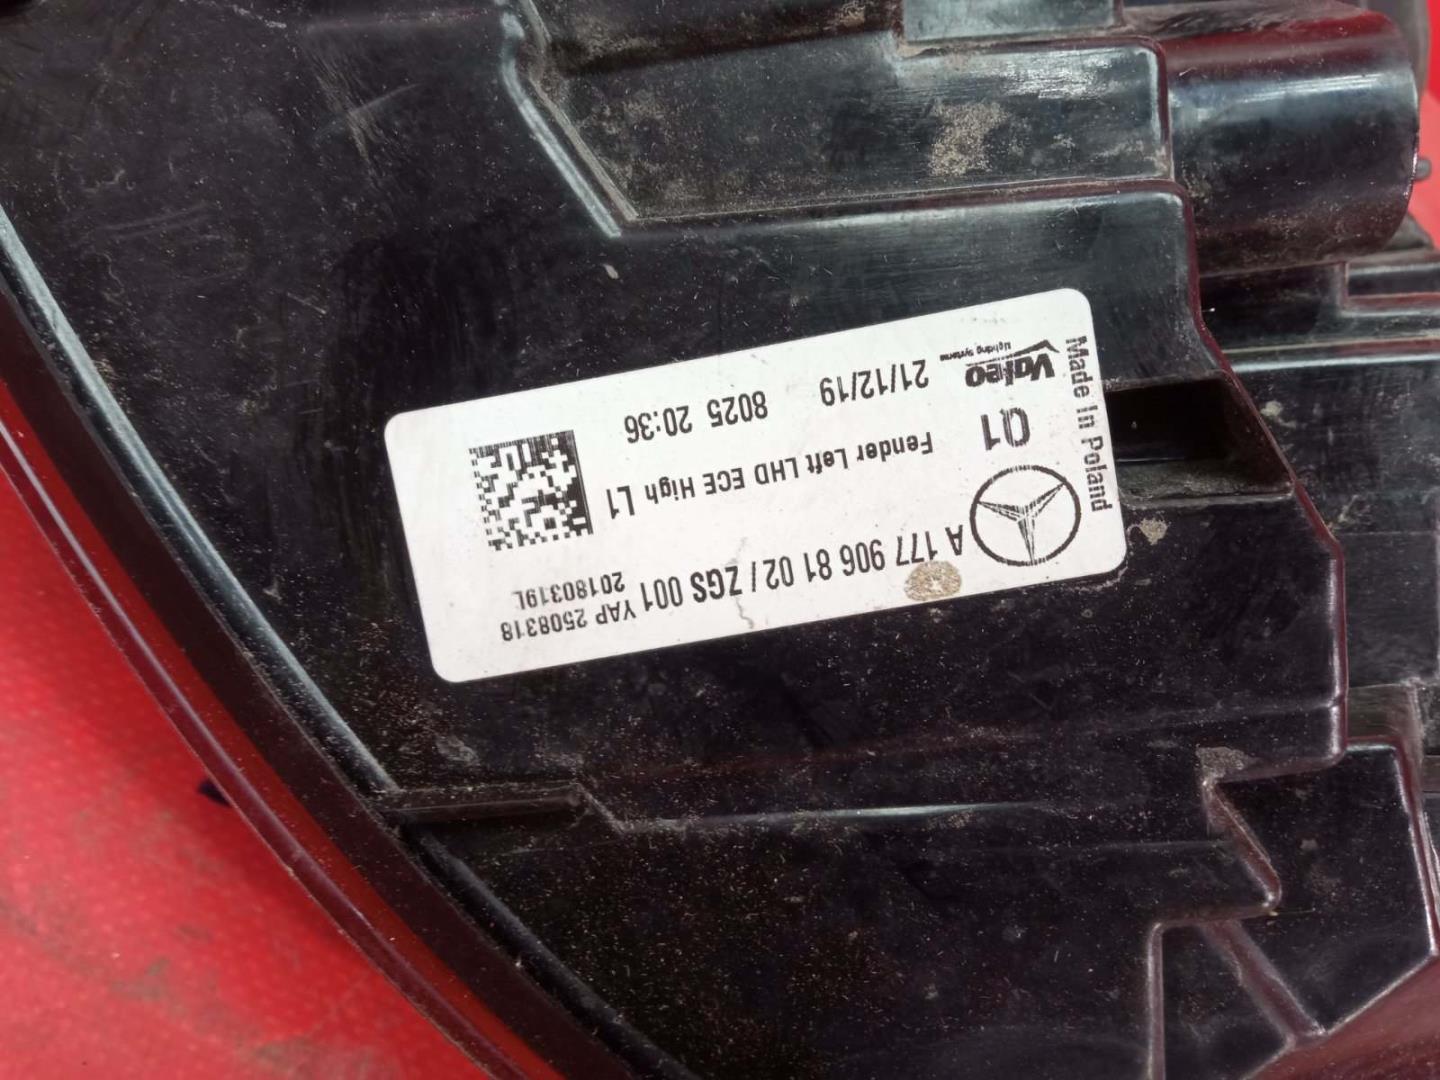 A 177 906 81 02 / ZGS 001 YAP 2508318
201803191
Fender Left LHD ECE High L1
Q1
21/12/19 8025 20:36
Valeo
Lighting Systems
Made In Poland